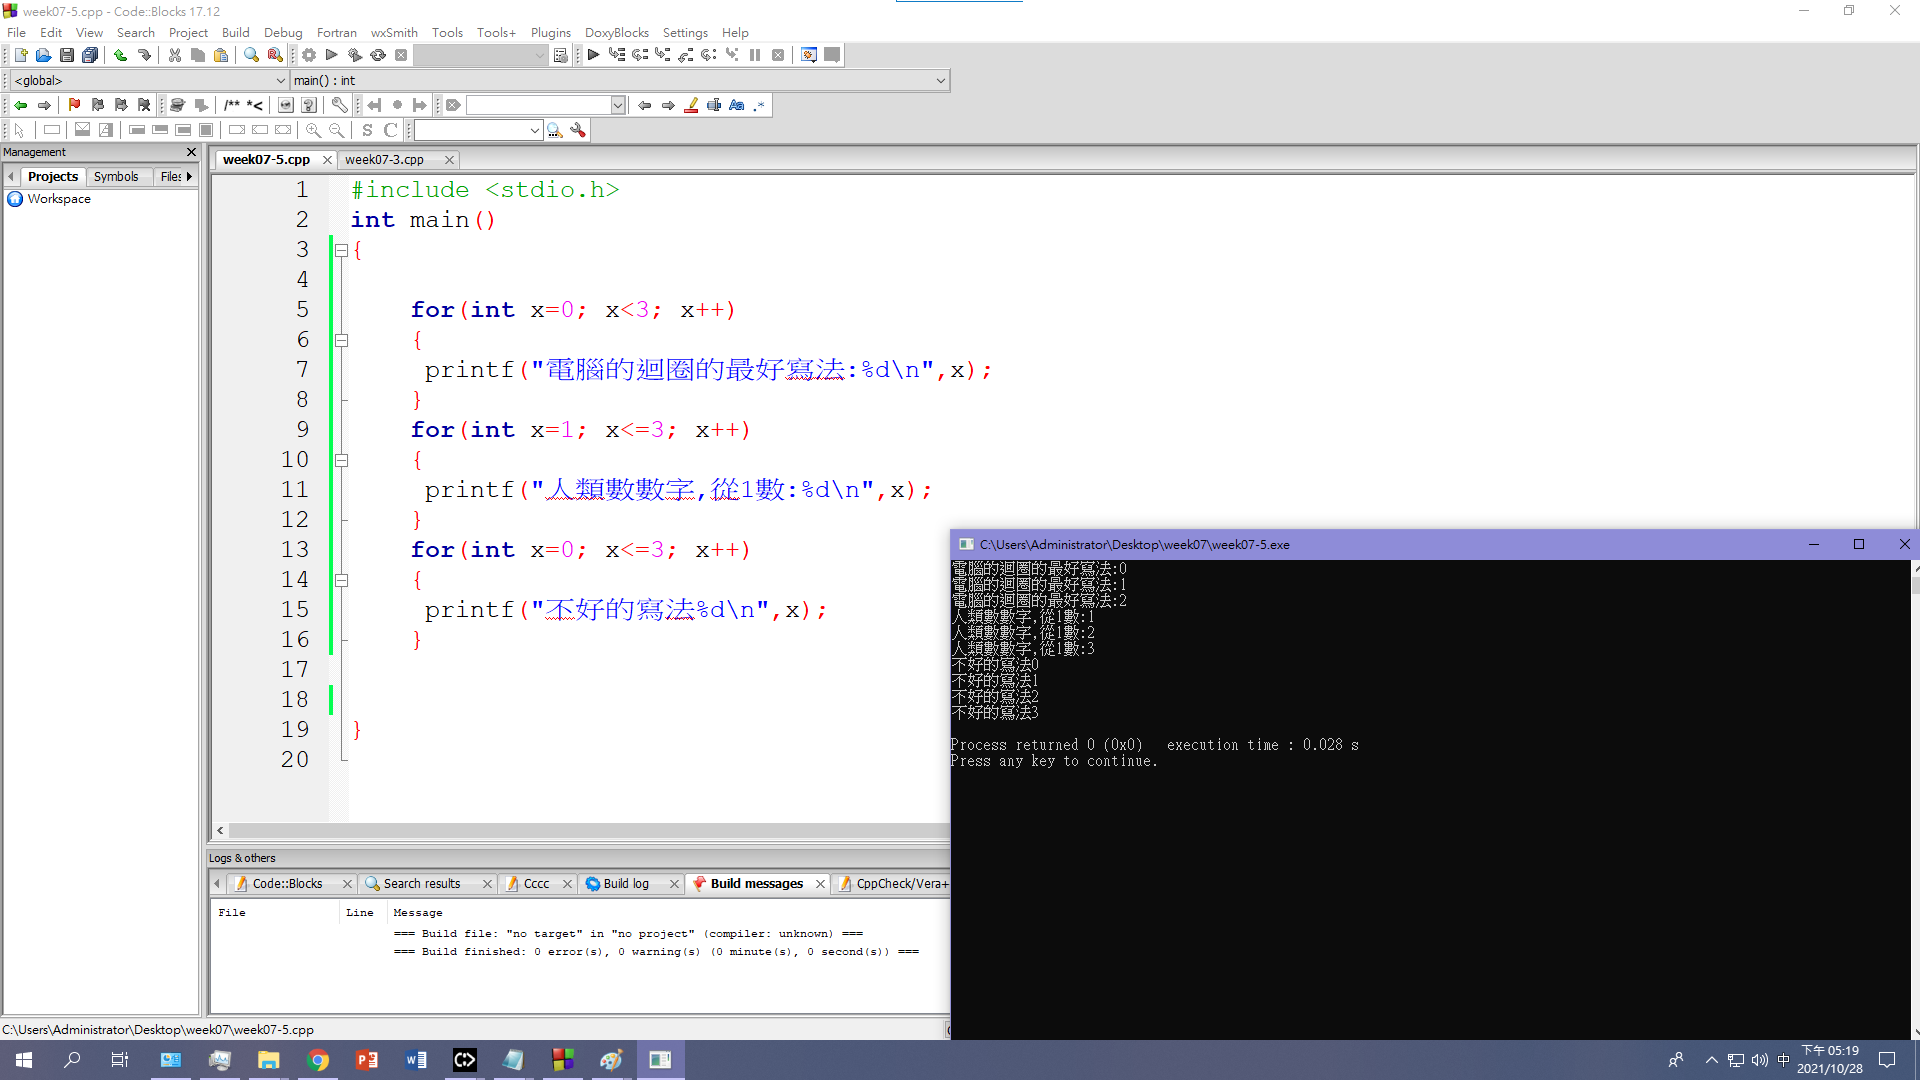 week07-5.cpp - Code::Blocks 17.12
File Edit View Search Project Build Debug Fortran wxSmith Tools Tools+ Plugins DoxyBlocks Settings Help
<global> main() : int
/** *< Aa .*
S C
Management
Projects Symbols Files
Workspace
week07-5.cpp week07-3.cpp
1 #include <stdio.h>
2 int main()
3 {
4
5 for(int x=0; x<3; x++)
6 {
7 printf("電腦的迴圈的最好寫法:%d\n",x);
8 }
9 for(int x=1; x<=3; x++)
10 {
11 printf("人類數數字,從1數:%d\n",x);
12 }
13 for(int x=0; x<=3; x++)
14 {
15 printf("不好的寫法%d\n",x);
16 }
17
18
19 }
20
C:\Users\Administrator\Desktop\week07\week07-5.exe
電腦的迴圈的最好寫法:0
電腦的迴圈的最好寫法:1
電腦的迴圈的最好寫法:2
人類數數字,從1數:1
人類數數字,從1數:2
人類數數字,從1數:3
不好的寫法0
不好的寫法1
不好的寫法2
不好的寫法3
Process returned 0 (0x0) execution time : 0.028 s
Press any key to continue.
Logs & others
Code::Blocks Search results Cccc Build log Build messages CppCheck/Vera+
File Line Message
=== Build file: "no target" in "no project" (compiler: unknown) ===
=== Build finished: 0 error(s), 0 warning(s) (0 minute(s), 0 second(s)) ===
C:\Users\Administrator\Desktop\week07\week07-5.cpp
中
下午 05:19
2021/10/28